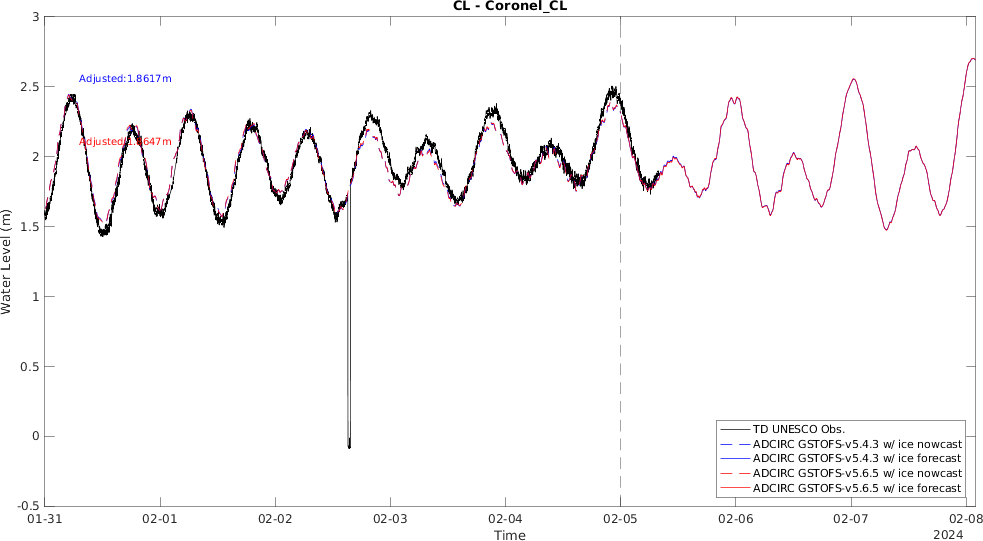 CL - Coronel_CL
Adjusted:1.8617m
Water Level (m)
3
2.5
2
1.5
1
0.5
0
-0.5
TD UNESCO Obs.
ADCIRC GSTOFS-v5.4.3 w/ ice nowcast
ADCIRC GSTOFS-v5.4.3 w/ ice forecast
ADCIRC GSTOFS-v5.6.5 w/ ice nowcast
ADCIRC GSTOFS-v5.6.5 w/ ice forecast
01-31 02-01 02-02 02-03 02-04 02-05 02-06 02-07 02-08
Time
2024